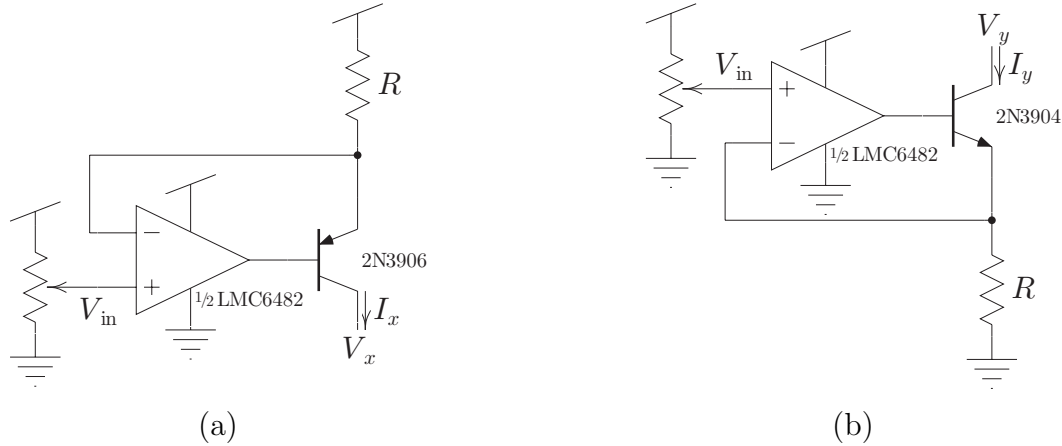 R
−
+
V_in
½ LMC6482
2N3906
I_x
V_x
(a)
V_in
+
−
½ LMC6482
V_y
I_y
2N3904
R
(b)